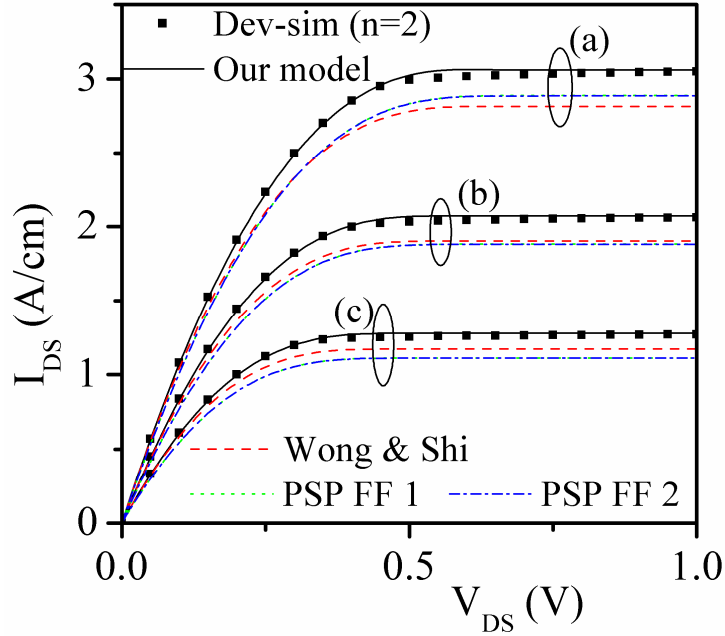 Dev-sim (n=2)
Our model
(a)
(b)
(c)
Wong & Shi
PSP FF 1
PSP FF 2
3
2
1
0
0.0
0.5
1.0
I_DS (A/cm)
V_DS (V)